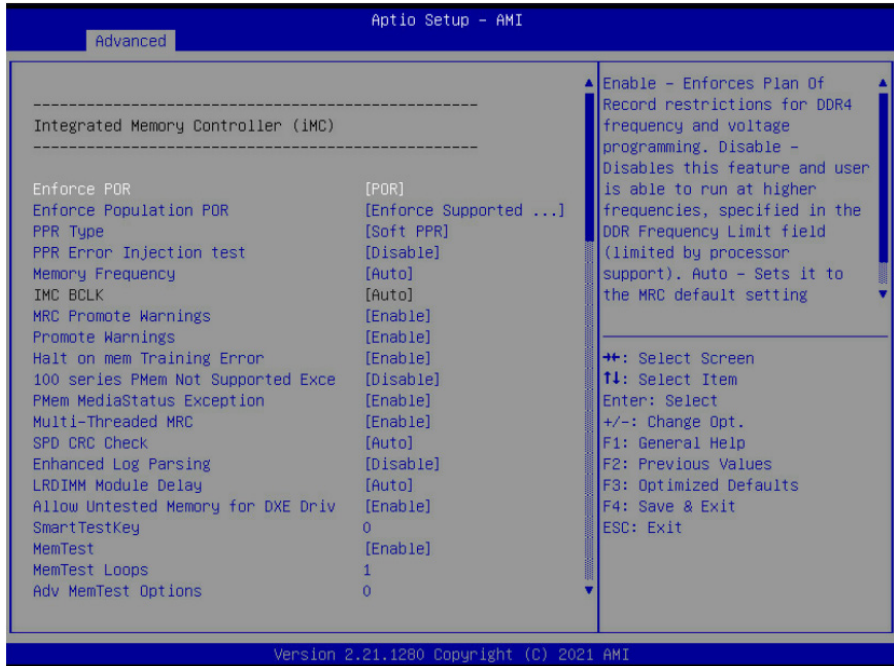 Aptio Setup – AMI
Advanced
Integrated Memory Controller (iMC)
Enforce POR [POR]
Enforce Population POR [Enforce Supported ...]
PPR Type [Soft PPR]
PPR Error Injection test [Disable]
Memory Frequency [Auto]
IMC BCLK [Auto]
MRC Promote Warnings [Enable]
Promote Warnings [Enable]
Halt on mem Training Error [Enable]
100 series PMem Not Supported Exce [Disable]
PMem MediaStatus Exception [Enable]
Multi-Threaded MRC [Enable]
SPD CRC Check [Auto]
Enhanced Log Parsing [Disable]
LRDIMM Module Delay [Auto]
Allow Untested Memory for DXE Driv [Enable]
SmartTestKey 0
MemTest [Enable]
MemTest Loops 1
Adv MemTest Options 0
Enable – Enforces Plan Of
Record restrictions for DDR4
frequency and voltage
programming. Disable –
Disables this feature and user
is able to run at higher
frequencies, specified in the
DDR Frequency Limit field
(limited by processor
support). Auto – Sets it to
the MRC default setting
→←: Select Screen
↑↓: Select Item
Enter: Select
+/-: Change Opt.
F1: General Help
F2: Previous Values
F3: Optimized Defaults
F4: Save & Exit
ESC: Exit
Version 2.21.1280 Copyright (C) 2021 AMI